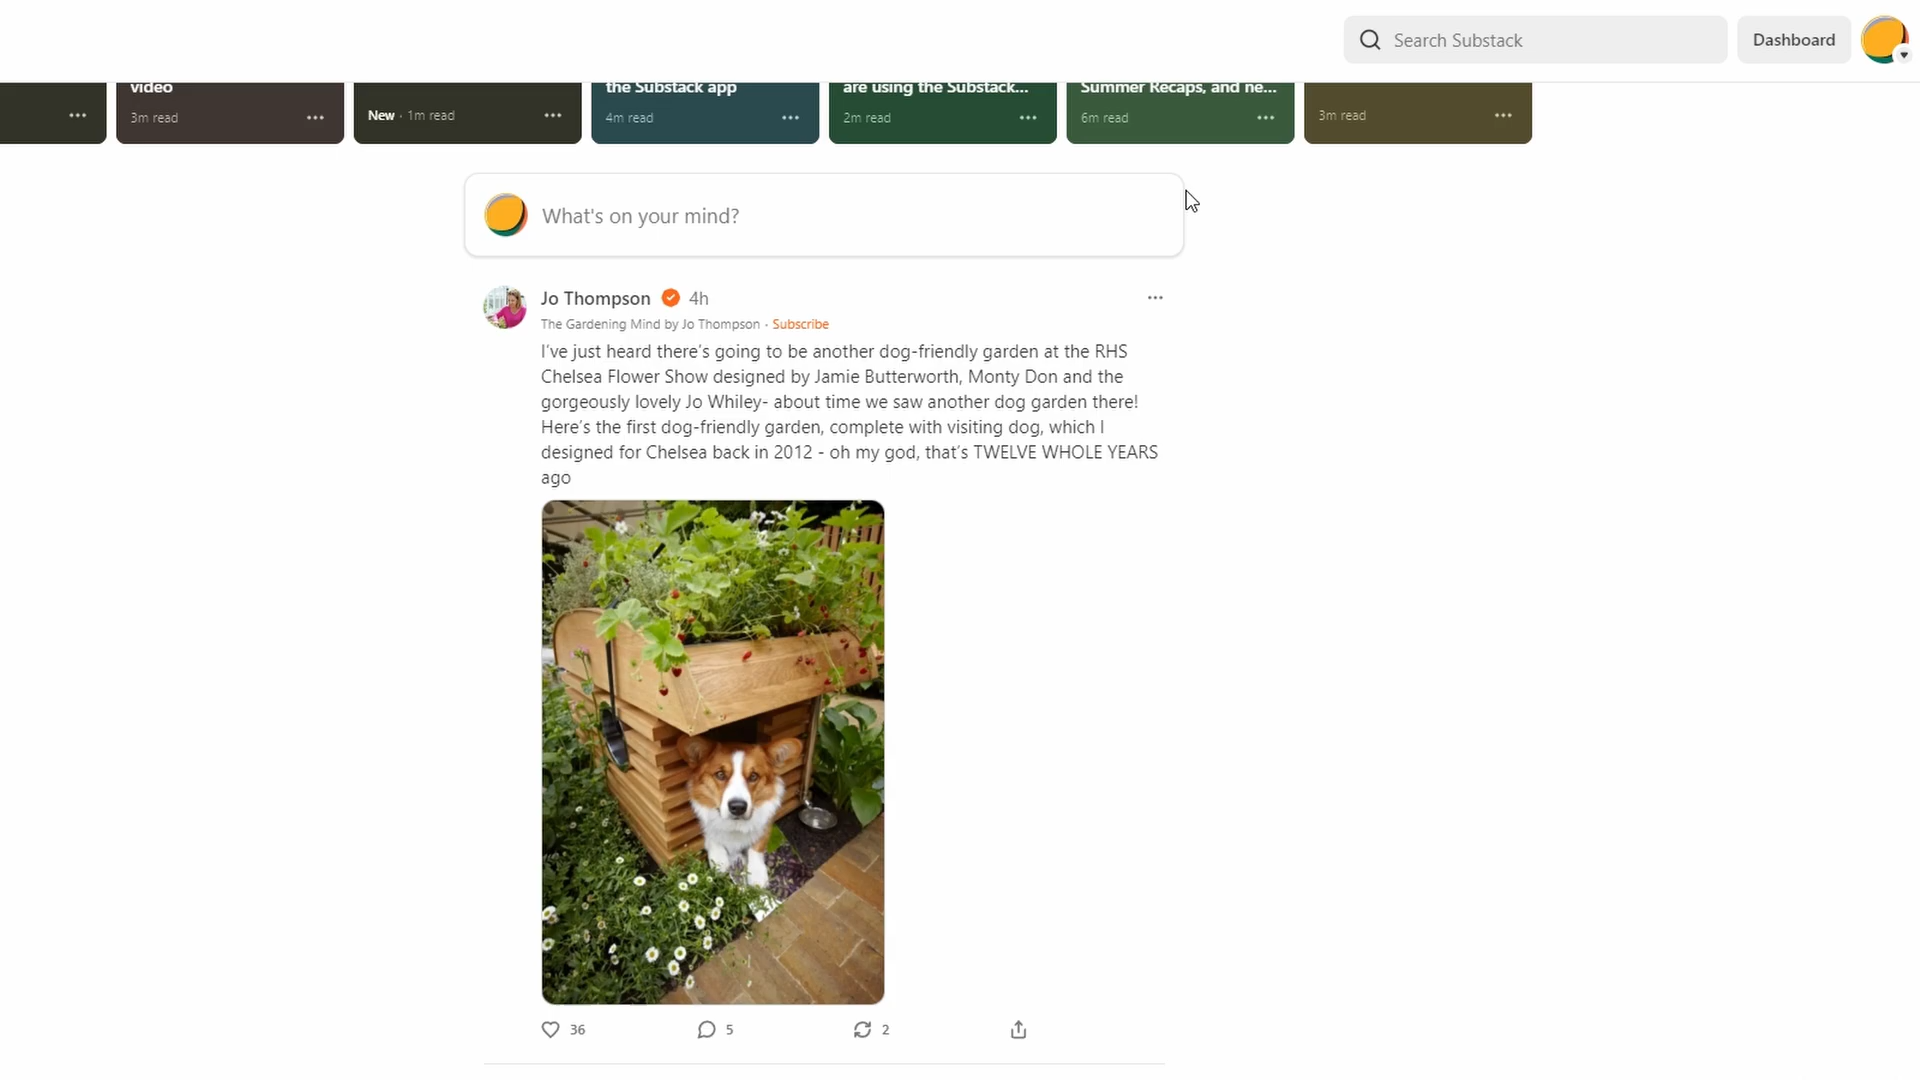 Search Substack
Dashboard
video
the Substack app
are using the Substack...
Summer Recaps, and ne...
3m read
New · 1m read
4m read
2m read
6m read
3m read
What's on your mind?
Jo Thompson 4h
The Gardening Mind by Jo Thompson · Subscribe
I've just heard there's going to be another dog-friendly garden at the RHS
Chelsea Flower Show designed by Jamie Butterworth, Monty Don and the
gorgeously lovely Jo Whiley- about time we saw another dog garden there!
Here's the first dog-friendly garden, complete with visiting dog, which I
designed for Chelsea back in 2012 - oh my god, that's TWELVE WHOLE YEARS
ago
36
5
2